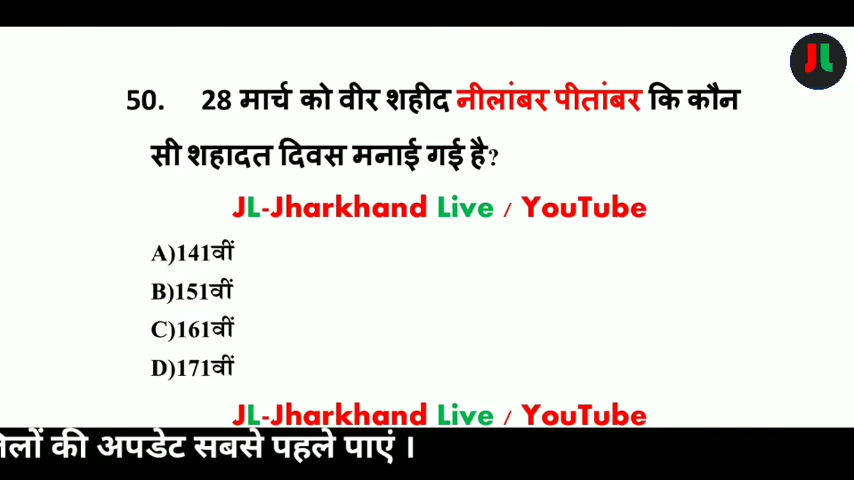 JL
50. 28 मार्च को वीर शहीद नीलांबर पीतांबर कि कौन
सी शहादत दिवस मनाई गई है?
JL-Jharkhand Live / YouTube
A)141वीं
B)151वीं
C)161वीं
D)171वीं
JL-Jharkhand Live / YouTube
की अपडेट सबसे पहले पाएं ।